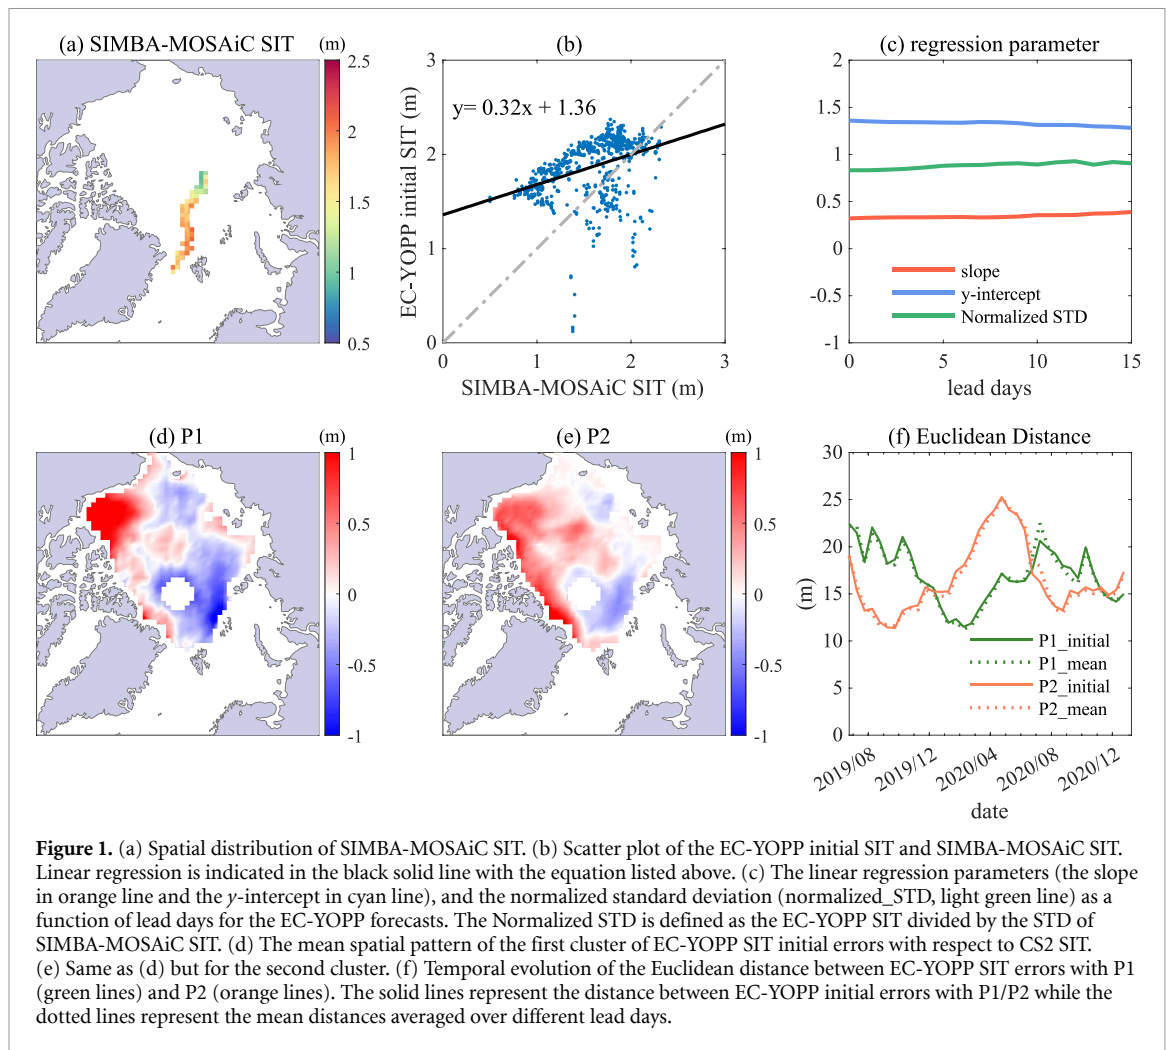 (a) SIMBA-MOSAiC SIT (m)
2.5
2
1.5
1
0.5
(b)
EC-YOPP initial SIT (m)
3
2
1
0
y= 0.32x + 1.36
0 1 2 3
SIMBA-MOSAiC SIT (m)
(c) regression parameter
2
1.5
1
0.5
0
-0.5
-1
slope
y-intercept
Normalized STD
0 5 10 15
lead days
(d) P1 (m)
1
0.5
0
-0.5
-1
(e) P2 (m)
1
0.5
0
-0.5
-1
(f) Euclidean Distance
(m)
30
25
20
15
10
5
0
P1_initial
P1_mean
P2_initial
P2_mean
2019/08 2019/12 2020/04 2020/08 2020/12
date
Figure 1. (a) Spatial distribution of SIMBA-MOSAiC SIT. (b) Scatter plot of the EC-YOPP initial SIT and SIMBA-MOSAiC SIT.
Linear regression is indicated in the black solid line with the equation listed above. (c) The linear regression parameters (the slope
in orange line and the y-intercept in cyan line), and the normalized standard deviation (normalized_STD, light green line) as a
function of lead days for the EC-YOPP forecasts. The Normalized STD is defined as the EC-YOPP SIT divided by the STD of
SIMBA-MOSAiC SIT. (d) The mean spatial pattern of the first cluster of EC-YOPP SIT initial errors with respect to CS2 SIT.
(e) Same as (d) but for the second cluster. (f) Temporal evolution of the Euclidean distance between EC-YOPP SIT errors with P1
(green lines) and P2 (orange lines). The solid lines represent the distance between EC-YOPP initial errors with P1/P2 while the
dotted lines represent the mean distances averaged over different lead days.